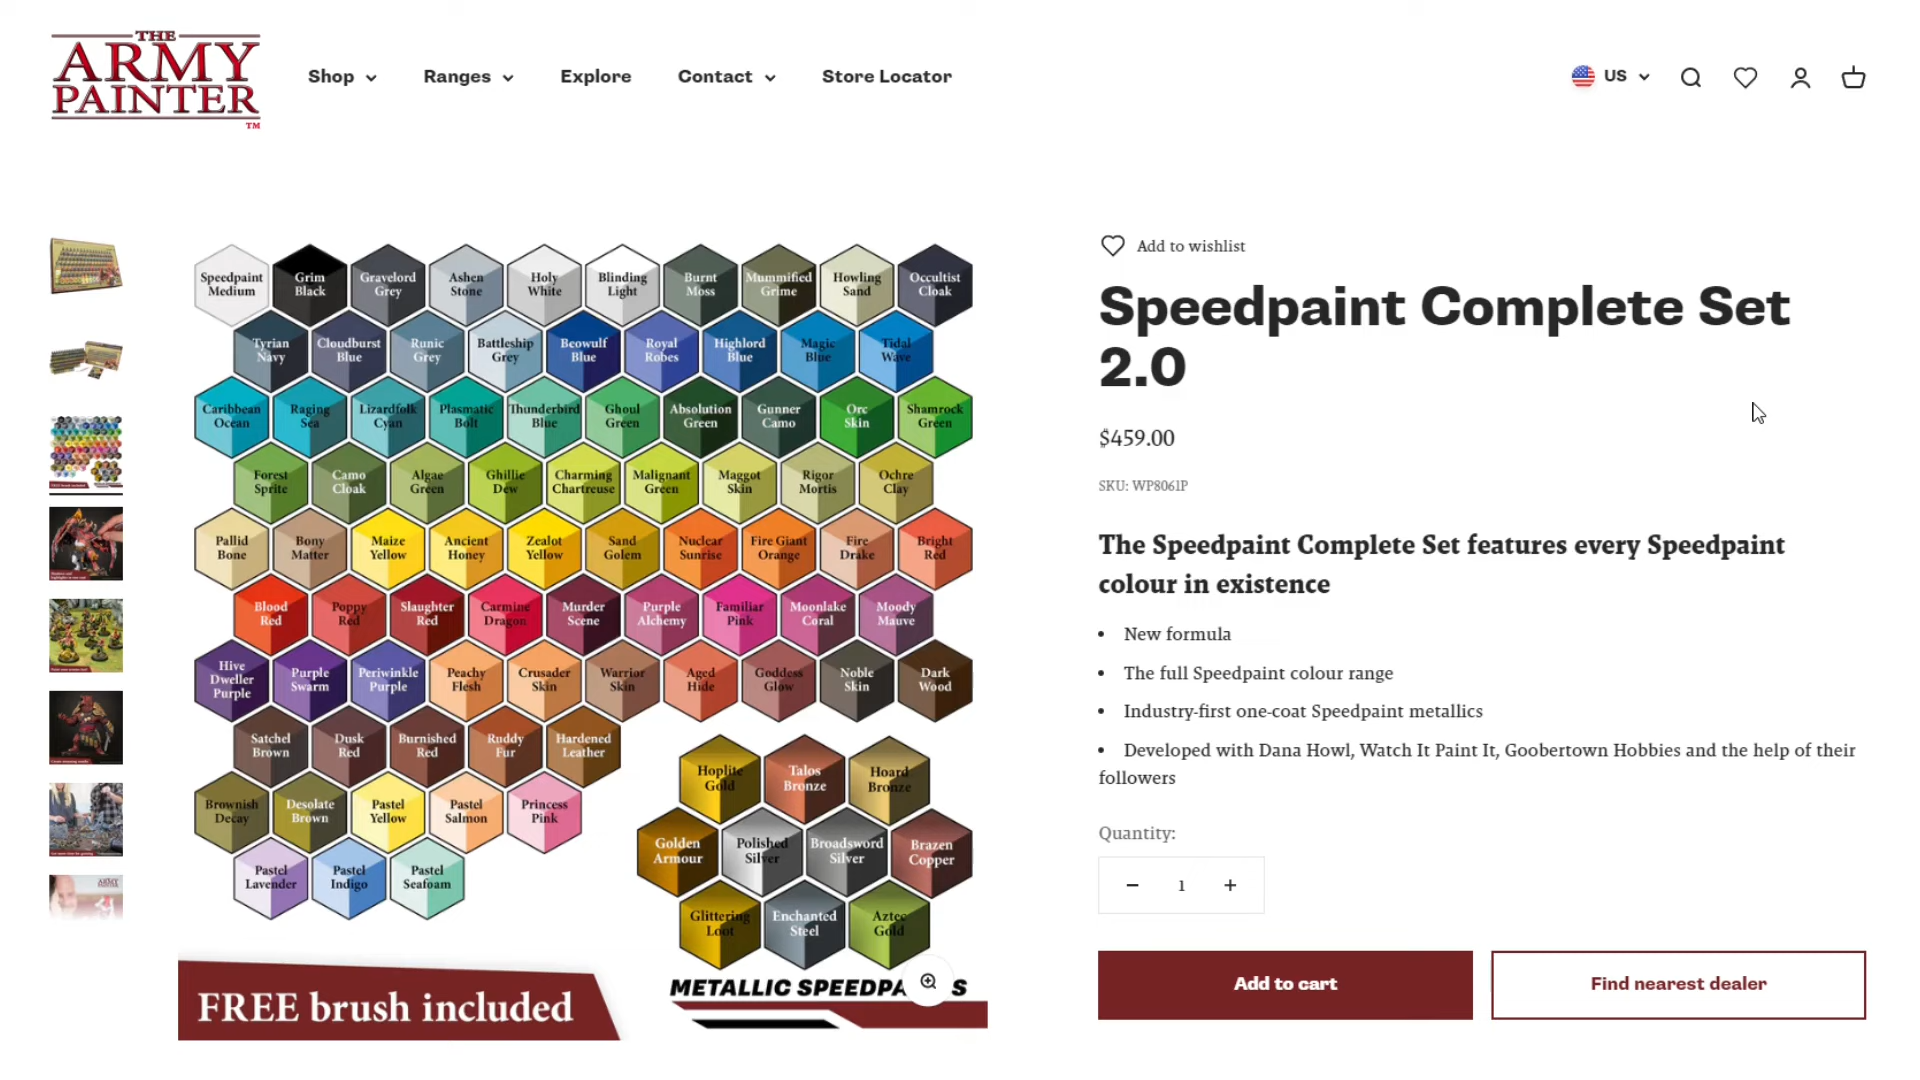 THE
ARMY
PAINTER
TM
Shop
Ranges
Explore
Contact
Store Locator
US
Speedpaint Medium
Grim Black
Gravelord Grey
Ashen Stone
Holy White
Blinding Light
Burnt Moss
Mummified Grime
Howling Sand
Occultist Cloak
Tyrian Navy
Cloudburst Blue
Runic Grey
Battleship Grey
Beowulf Blue
Royal Robes
Highlord Blue
Magic Blue
Tidal Wave
Caribbean Ocean
Raging Sea
Lizardfolk Cyan
Plasmatic Bolt
Thunderbird Blue
Ghoul Green
Absolution Green
Gunner Camo
Orc Skin
Shamrock Green
Forest Sprite
Camo Cloak
Algae Green
Ghillie Dew
Charming Chartreuse
Malignant Green
Maggot Skin
Rigor Mortis
Ochre Clay
Pallid Bone
Bony Matter
Maize Yellow
Ancient Honey
Zealot Yellow
Sand Golem
Nuclear Sunrise
Fire Giant Orange
Fire Drake
Bright Red
Blood Red
Poppy Red
Slaughter Red
Carmine Dragon
Murder Scene
Purple Alchemy
Familiar Pink
Moonlake Coral
Moody Mauve
Hive Dweller Purple
Purple Swarm
Periwinkle Purple
Peachy Flesh
Crusader Skin
Warrior Skin
Aged Hide
Goddess Glow
Noble Skin
Dark Wood
Satchel Brown
Dusk Red
Burnished Red
Ruddy Fur
Hardened Leather
Brownish Decay
Desolate Brown
Pastel Yellow
Pastel Salmon
Princess Pink
Pastel Lavender
Pastel Indigo
Pastel Seafoam
Hoplite Gold
Talos Bronze
Hoard Bronze
Golden Armour
Polished Silver
Broadsword Silver
Brazen Copper
Glittering Loot
Enchanted Steel
Aztec Gold
FREE brush included
METALLIC SPEEDPA S
Add to wishlist
Speedpaint Complete Set
2.0
$459.00
SKU: WP8061P
The Speedpaint Complete Set features every Speedpaint
colour in existence
• New formula
• The full Speedpaint colour range
• Industry-first one-coat Speedpaint metallics
• Developed with Dana Howl, Watch It Paint It, Goobertown Hobbies and the help of their
followers
Quantity:
− 1 +
Add to cart
Find nearest dealer